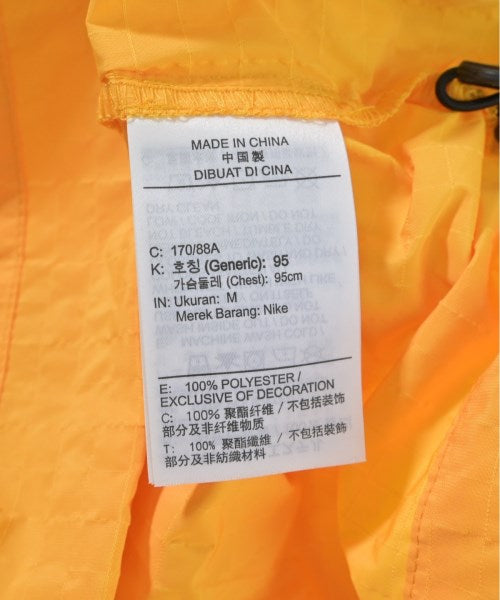 MADE IN CHINA
中国製
DIBUAT DI CINA
C: 170/88A
K: 호칭 (Generic): 95
가슴둘레 (Chest): 95cm
IN: Ukuran: M
Merek Barang: Nike
E: 100% POLYESTER /
EXCLUSIVE OF DECORATION
C: 100% 聚酯纤维 / 不包括装饰
部分及非纤维物质
T: 100% 聚酯纖維 / 不包括裝飾
部分及非紡織材料